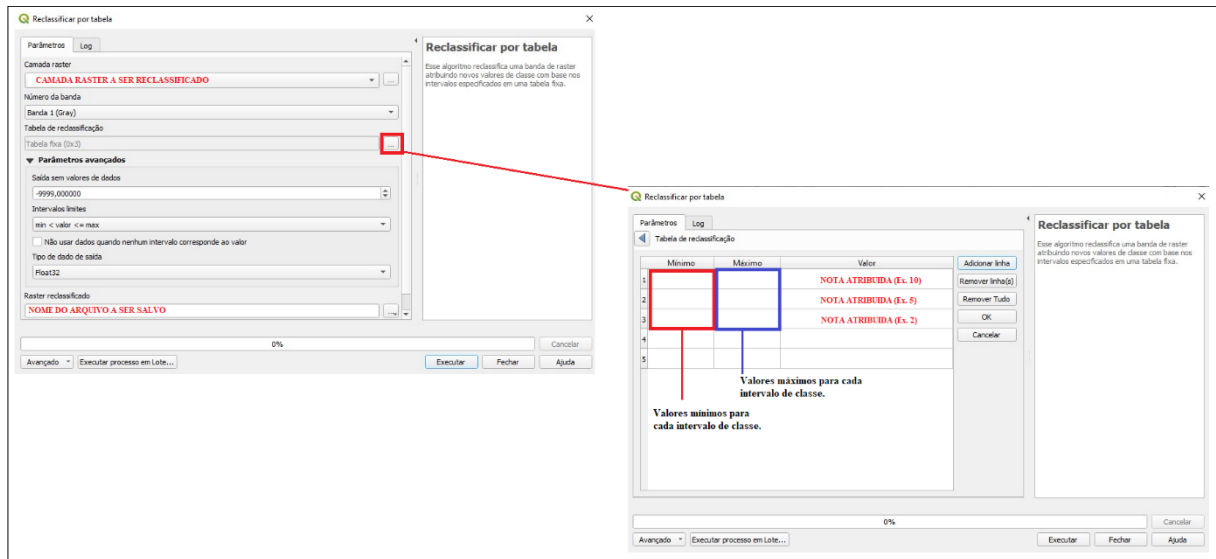 Reclassificar por tabela
Parâmetros Log
Camada raster
CAMADA RASTER A SER RECLASSIFICADO
...
Número da banda
Banda 1 (Gray)
Tabela de reclassificação
Tabela fixa (0x3)
...
Parâmetros avançados
Saída sem valores de dados
-9999,000000
Intervalos limites
min < valor <= max
Não usar dados quando nenhum intervalo corresponde ao valor
Tipo de dado de saída
Float32
Raster reclassificado
NOME DO ARQUIVO A SER SALVO
...
0%
Cancelar
Avançado Executar processo em Lote...
Executar Fechar Ajuda
Reclassificar por tabela
Esse algoritmo reclassifica uma banda de raster
atribuindo novos valores de classe com base nos
intervalos especificados em uma tabela fixa.
Reclassificar por tabela
Parâmetros Log
Tabela de reclassificação
Mínimo Máximo Valor
1 NOTA ATRIBUIDA (Ex. 10)
2 NOTA ATRIBUIDA (Ex. 5)
3 NOTA ATRIBUIDA (Ex. 2)
4
5
Adicionar linha
Remover linha(s)
Remover Tudo
OK
Cancelar
Valores máximos para cada
intervalo de classe.
Valores mínimos para
cada intervalo de classe.
Reclassificar por tabela
Esse algoritmo reclassifica uma banda de raster
atribuindo novos valores de classe com base nos
intervalos especificados em uma tabela fixa.
0%
Cancelar
Avançado Executar processo em Lote...
Executar Fechar Ajuda